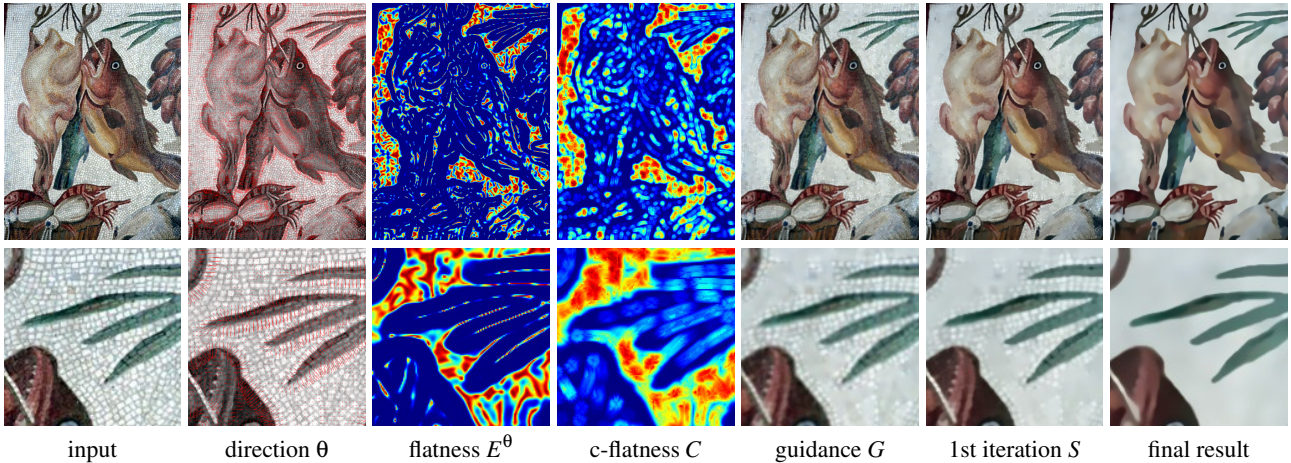 input direction θ flatness E^θ c-flatness C guidance G 1st iteration S final result